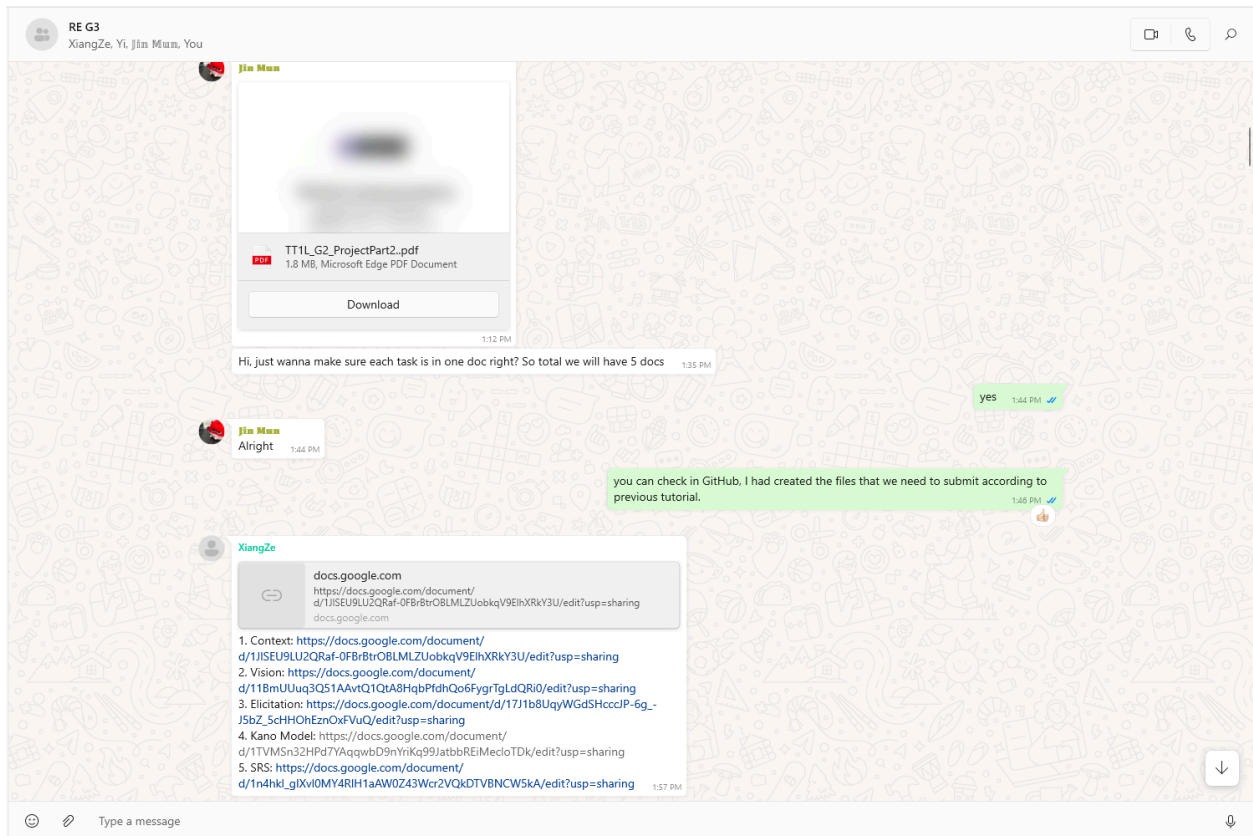 RE G3
XiangZe, Yi, 𝕁𝕚𝕟 𝕄𝕦𝕟, You
𝕵𝖎𝖓 𝕸𝖚𝖓
PDF
TT1L_G2_ProjectPart2..pdf
1.8 MB, Microsoft Edge PDF Document
Download
1:12 PM
Hi, just wanna make sure each task is in one doc right? So total we will have 5 docs 1:35 PM
yes 1:44 PM
𝕵𝖎𝖓 𝕸𝖚𝖓
Alright 1:44 PM
you can check in GitHub, I had created the files that we need to submit according to
previous tutorial. 1:46 PM
XiangZe
docs.google.com
https://docs.google.com/document/
d/1JlSEU9LU2QRaf-0FBrBtrOBLMLZUobkqV9ElhXRkY3U/edit?usp=sharing
docs.google.com
1. Context: https://docs.google.com/document/
d/1JlSEU9LU2QRaf-0FBrBtrOBLMLZUobkqV9ElhXRkY3U/edit?usp=sharing
2. Vision: https://docs.google.com/document/
d/11BmUUuq3Q51AAvtQ1QtA8HqbPfdhQo6FygrTgLdQRi0/edit?usp=sharing
3. Elicitation: https://docs.google.com/document/d/17J1b8UqyWGdSHcccJP-6g_-
J5bZ_5cHHOhEznOxFVuQ/edit?usp=sharing
4. Kano Model: https://docs.google.com/document/
d/1TVMSn32HPd7YAqqwbD9nYriKq99JatbbREiMecloTDk/edit?usp=sharing
5. SRS: https://docs.google.com/document/
d/1n4hkl_glXvl0MY4RlH1aAW0Z43Wcr2VQkDTVBNCW5kA/edit?usp=sharing 1:57 PM
Type a message